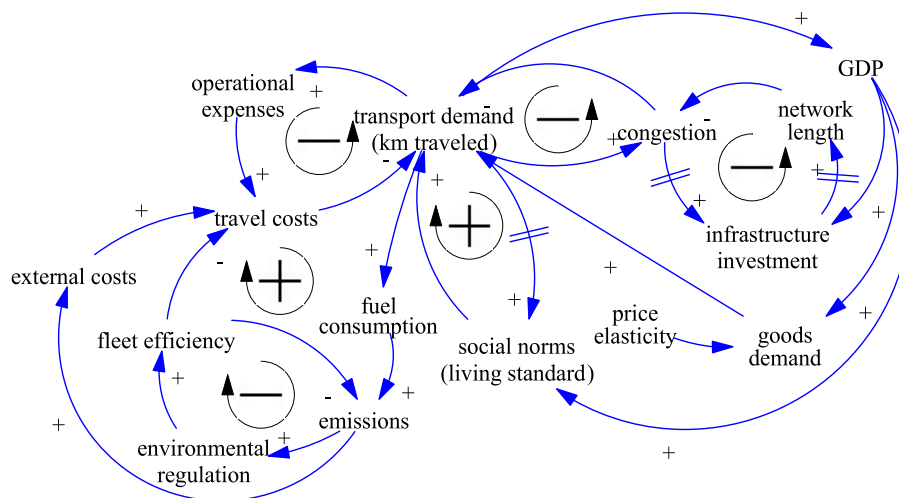 +
GDP
operational
expenses
+
transport demand
(km traveled)
-
-
congestion
-
network
length
+
+
-
+
+
+
travel costs
+
+
infrastructure
investment
external costs
-
+
+
fuel
consumption
+
price
elasticity
+
fleet efficiency
social norms
(living standard)
goods
demand
+
-
+
emissions
+
+
environmental
regulation
+